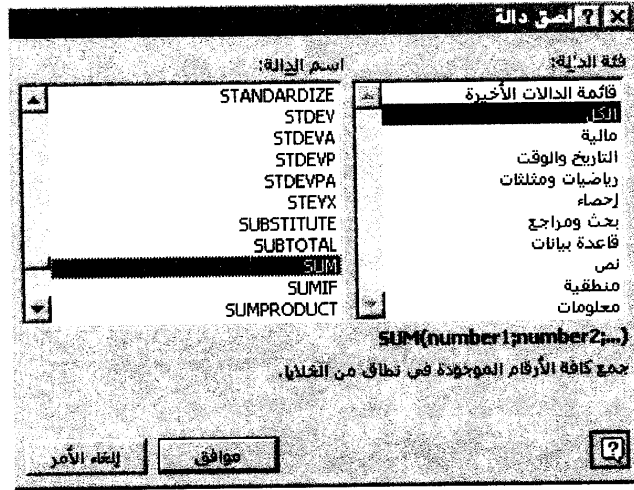 لصق دالة
فئة الدالة:
قائمة الدالات الأخيرة
الكل
مالية
التاريخ والوقت
رياضيات ومثلثات
إحصاء
بحث ومراجع
قاعدة بيانات
نص
منطقية
معلومات
اسم الدالة:
STANDARDIZE
STDEV
STDEVA
STDEVP
STDEVPA
STEYX
SUBSTITUTE
SUBTOTAL
SUM
SUMIF
SUMPRODUCT
SUM(number1;number2;...)
جمع كافة الأرقام الموجودة في نطاق من الخلايا.
موافق
إلغاء الأمر